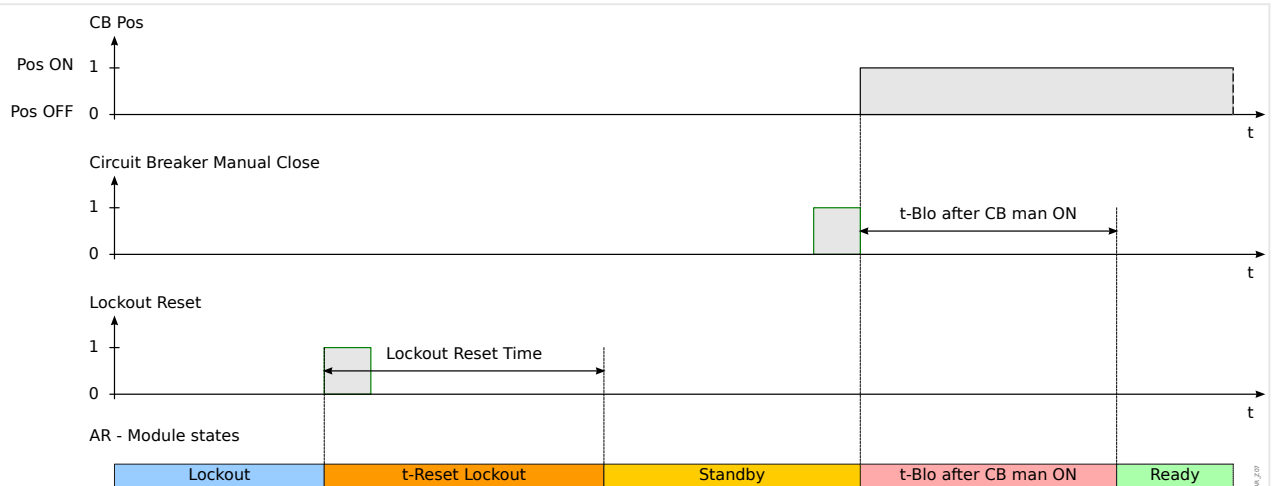 CB Pos
Pos ON 1
Pos OFF 0
t
Circuit Breaker Manual Close
1
t-Blo after CB man ON
0
t
Lockout Reset
1
Lockout Reset Time
0
t
AR - Module states
Lockout t-Reset Lockout Standby t-Blo after CB man ON Ready